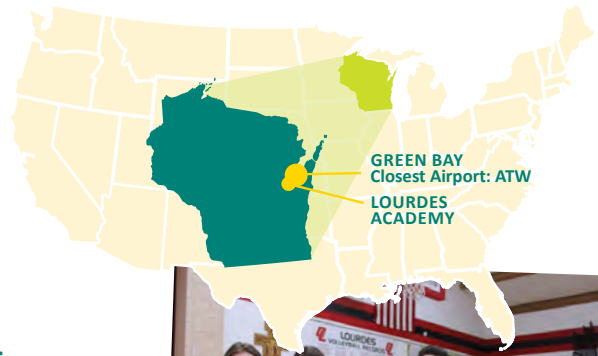 GREEN BAY
Closest Airport: ATW
LOURDES
ACADEMY
LOURDES
VOLLEYBALL RECORDS